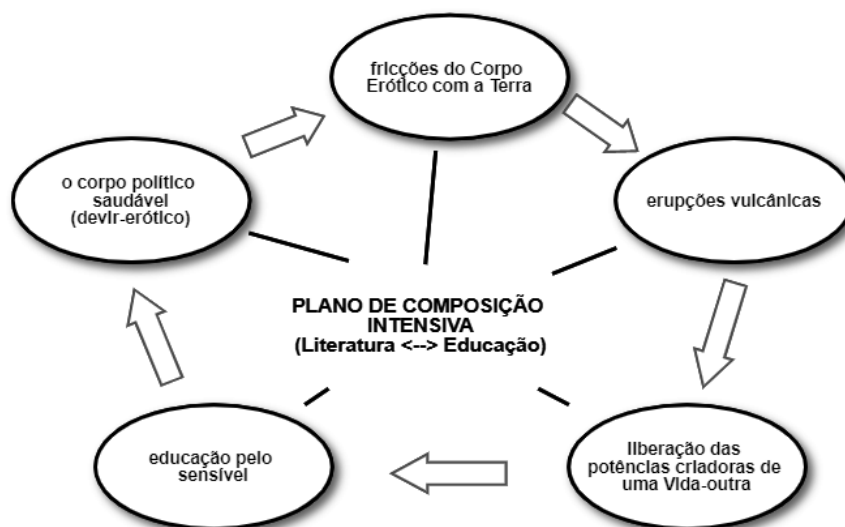 fricções do Corpo
Erótico com a Terra
o corpo político
saudável
(devir-erótico)
erupções vulcânicas
PLANO DE COMPOSIÇÃO
INTENSIVA
(Literatura <--> Educação)
educação pelo
sensível
liberação das
potências criadoras de
uma Vida-outra